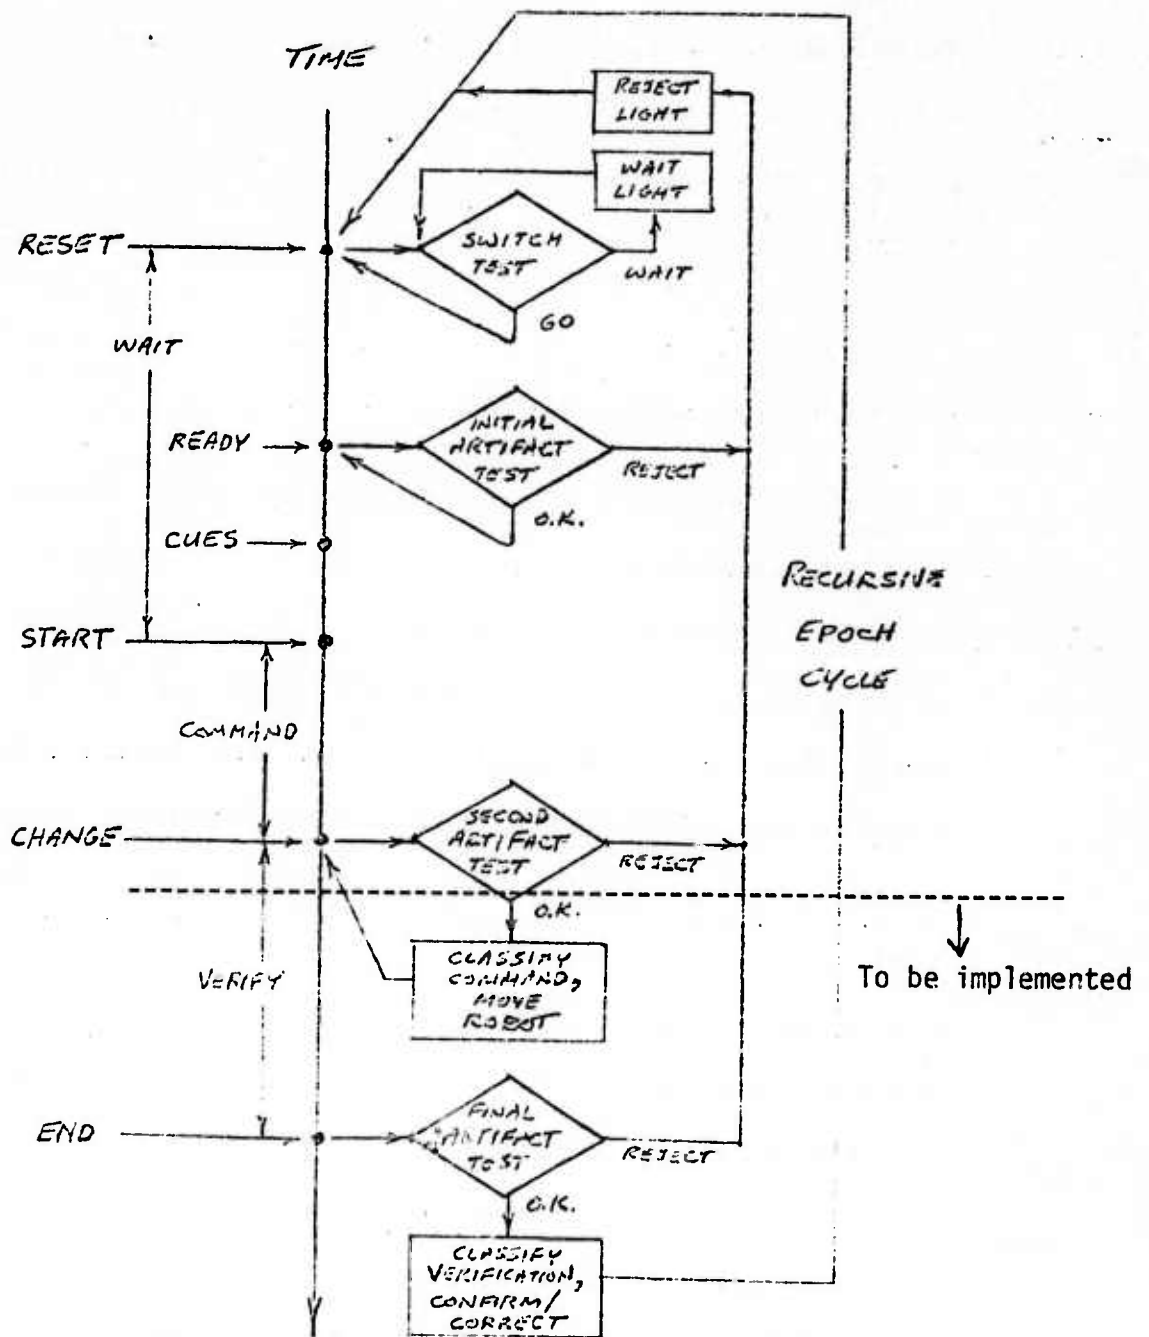 TIME
REJECT
LIGHT
WAIT
LIGHT
RESET
SWITCH
TEST
WAIT
GO
WAIT
READY
INITIAL
ARTIFACT
TEST
REJECT
O.K.
CUES
RECURSIVE
EPOCH
CYCLE
START
COMMAND
CHANGE
SECOND
ARTIFACT
TEST
REJECT
O.K.
To be implemented
VERIFY
CLASSIFY
COMMAND,
MOVE
ROBOT
END
FINAL
ARTIFACT
TEST
REJECT
O.K.
CLASSIFY
VERIFICATION,
CONFIRM/
CORRECT